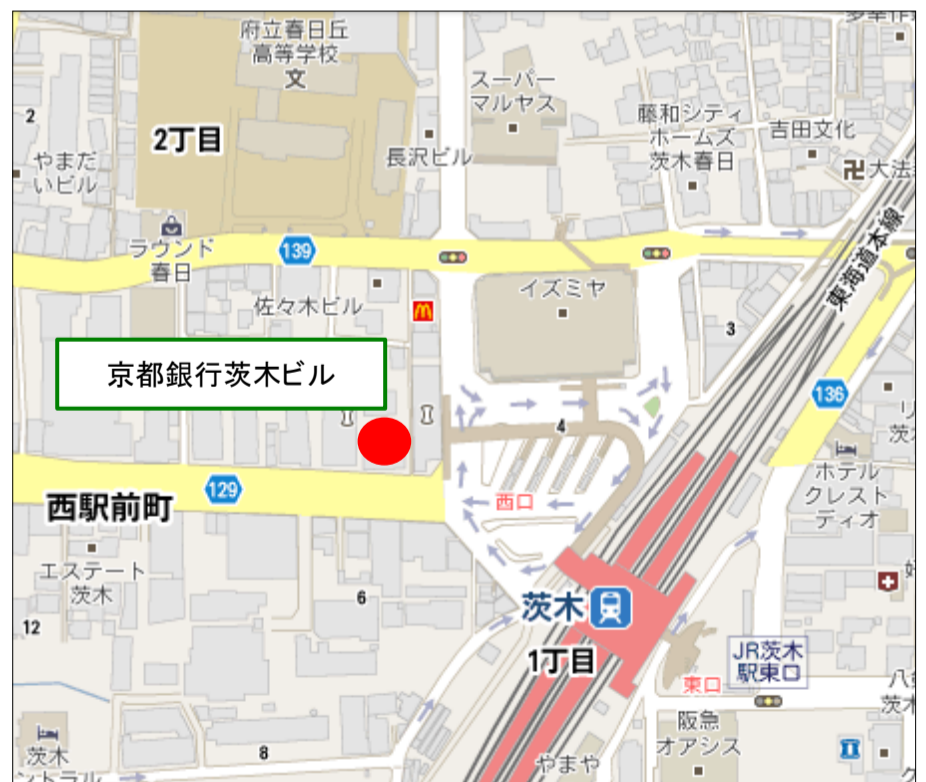 府立春日丘
高等学校
文
スーパー
マルヤス
2
2丁目
藤和シティ
ホームズ
茨木春日
吉田文化
やまだ
いビル
長沢ビル
卍 大法
ラウンド
春日
139
東海道本線
イズミヤ
佐々木ビル
3
京都銀行茨木ビル
136
4
西駅前町
129
西口
ホテル
クレスト
ディオ
エステート
茨木
6
茨木
12
1丁目
JR茨木
駅東口
東口
阪急
オアシス
茨木
8
やまや